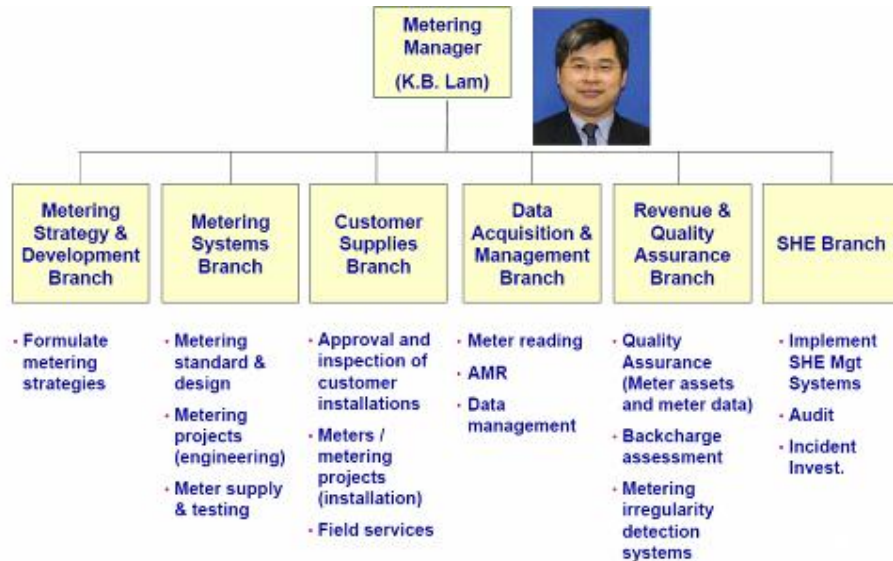 Metering
Manager
(K.B. Lam)
Metering
Strategy &
Development
Branch
Metering
Systems
Branch
Customer
Supplies
Branch
Data
Acquisition &
Management
Branch
Revenue &
Quality
Assurance
Branch
SHE Branch
• Formulate
metering
strategies
• Metering
standard &
design
• Metering
projects
(engineering)
• Meter supply
& testing
• Approval and
inspection of
customer
installations
• Meters /
metering
projects
(installation)
• Field services
• Meter reading
• AMR
• Data
management
• Quality
Assurance
(Meter assets
and meter data)
• Backcharge
assessment
• Metering
irregularity
detection
systems
• Implement
SHE Mgt
Systems
• Audit
• Incident
Invest.